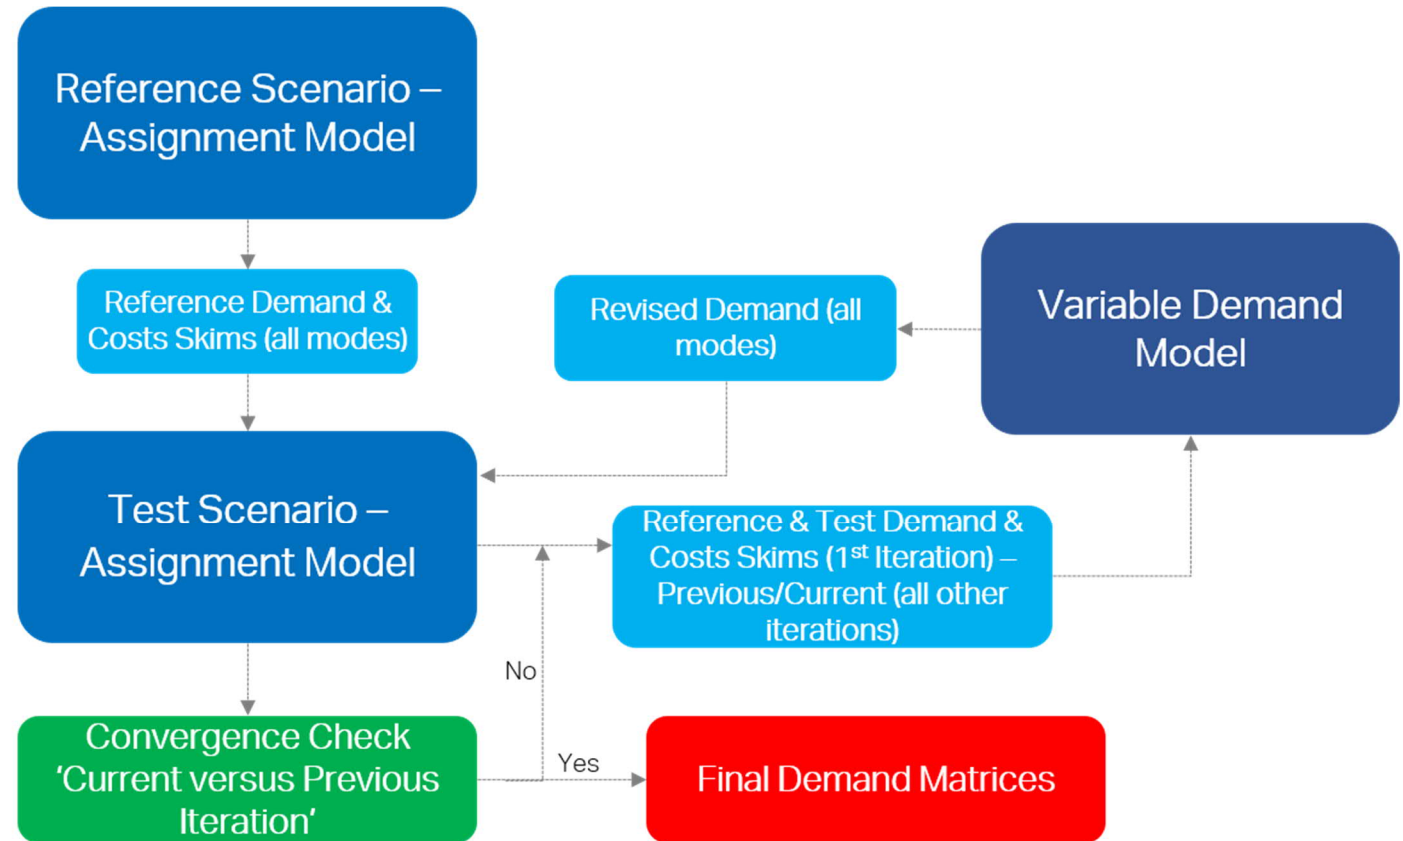 Reference Scenario –
Assignment Model
Reference Demand &
Costs Skims (all modes)
Revised Demand (all
modes)
Variable Demand
Model
Test Scenario –
Assignment Model
Reference & Test Demand &
Costs Skims (1st Iteration) –
Previous/Current (all other
iterations)
No
Convergence Check
‘Current versus Previous
Iteration’
Yes
Final Demand Matrices